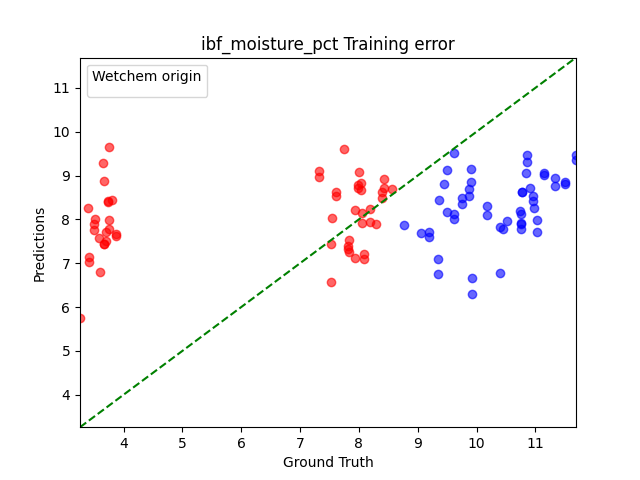 ibf_moisture_pct Training error
Wetchem origin
11
10
9
8
7
6
5
4
Predictions
4 5 6 7 8 9 10 11
Ground Truth